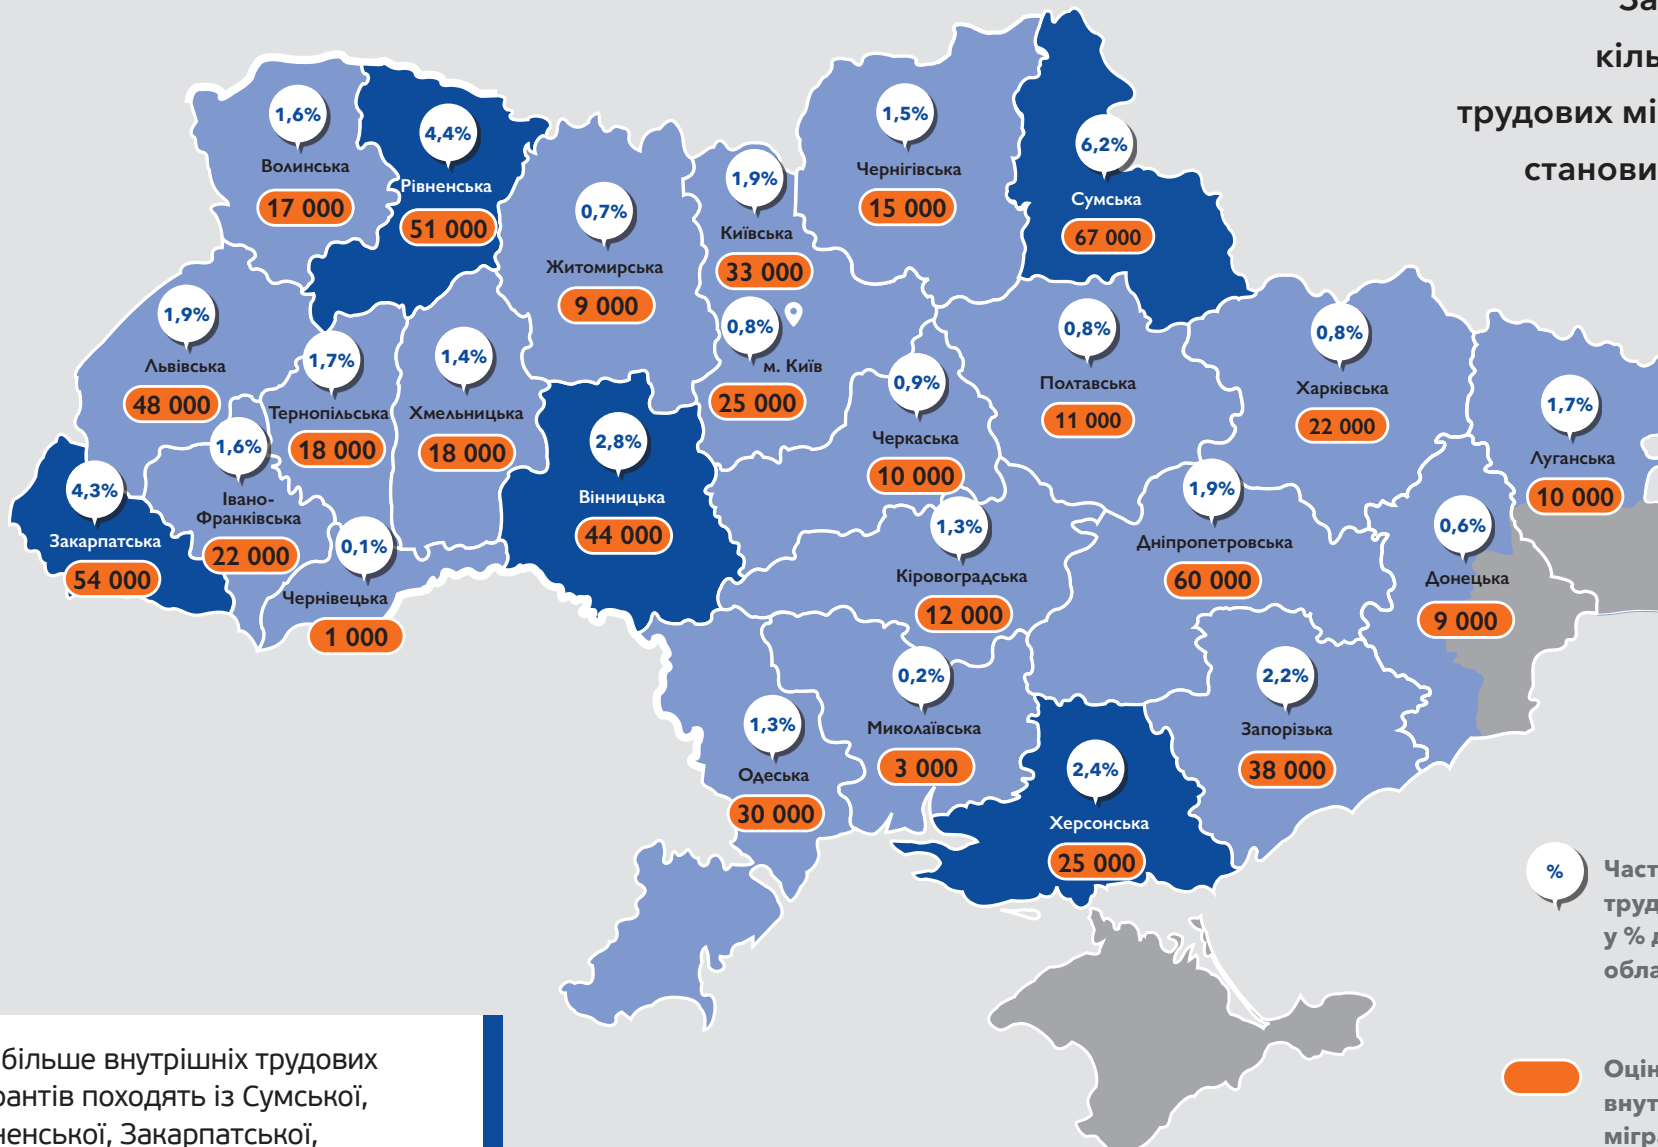 За
кіль
трудових мі
станови
1,6%
Волинська
17 000
4,4%
Рівненська
51 000
0,7%
Житомирська
9 000
1,9%
Київська
33 000
0,8%
м. Київ
25 000
1,5%
Чернігівська
15 000
6,2%
Сумська
67 000
1,9%
Львівська
48 000
1,7%
Тернопільська
18 000
1,4%
Хмельницька
18 000
2,8%
Вінницька
44 000
0,9%
Черкаська
10 000
0,8%
Полтавська
11 000
0,8%
Харківська
22 000
1,7%
Луганська
10 000
4,3%
Закарпатська
54 000
1,6%
Івано-
Франківська
22 000
0,1%
Чернівецька
1 000
1,3%
Кіровоградська
12 000
1,9%
Дніпропетровська
60 000
0,6%
Донецька
9 000
1,3%
Одеська
30 000
0,2%
Миколаївська
3 000
2,4%
Херсонська
25 000
2,2%
Запорізька
38 000
%
Част
труд
у % д
обла
Оцін
внут
мігра
більше внутрішніх трудових
рантів походять із Сумської,
ненської, Закарпатської,